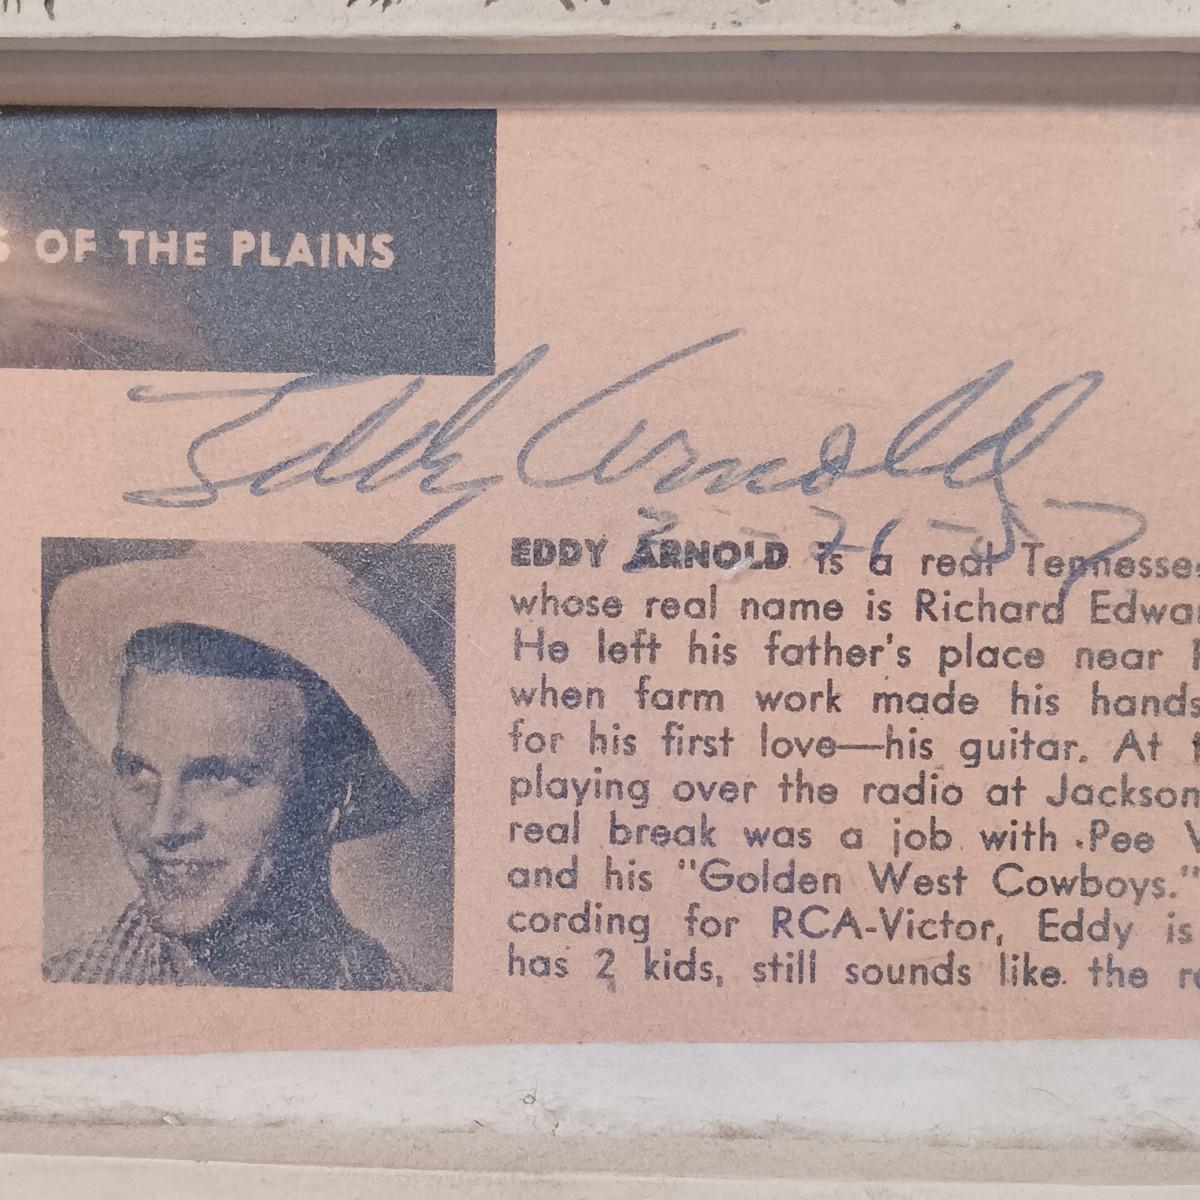 OF THE PLAINS
Eddy Arnold
EDDY ARNOLD is a real
whose real name is Richard
He left his father's place near
when farm work made his hands
for his first love—his guitar. At
playing over the radio at Jackson
real break was a job with Pee
and his "Golden West Cowboys."
cording for RCA-Victor, Eddy is
has 2 kids, still sounds like the